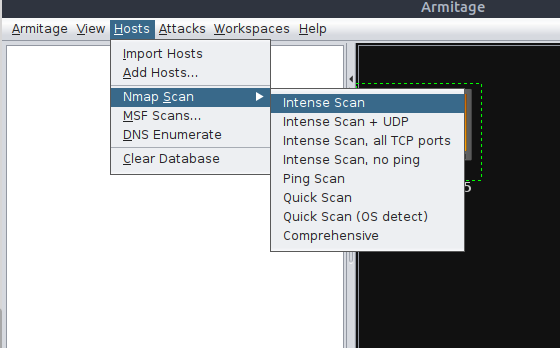 Armitage
Armitage View Hosts Attacks Workspaces Help
Import Hosts
Add Hosts...
Nmap Scan
MSF Scans...
DNS Enumerate
Clear Database
Intense Scan
Intense Scan + UDP
Intense Scan, all TCP ports
Intense Scan, no ping
Ping Scan
Quick Scan
Quick Scan (OS detect)
Comprehensive
5